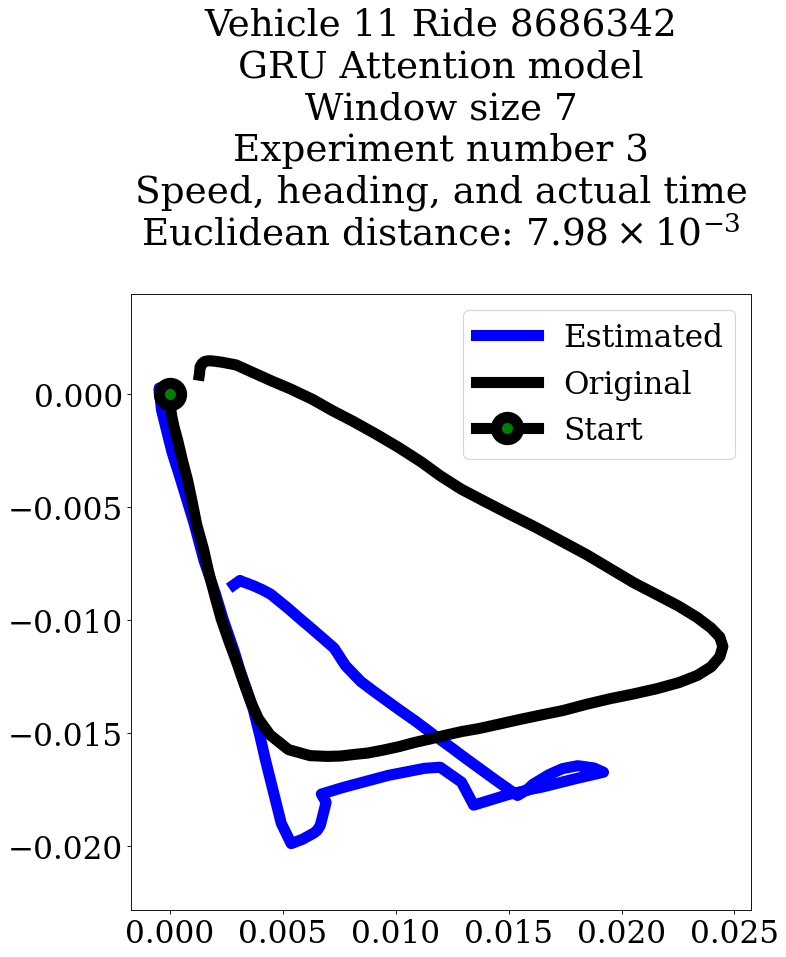 Vehicle 11 Ride 8686342
GRU Attention model
Window size 7
Experiment number 3
Speed, heading, and actual time
Euclidean distance: 7.98 × 10⁻³
Estimated
Original
Start
0.000
−0.005
−0.010
−0.015
−0.020
0.000 0.005 0.010 0.015 0.020 0.025